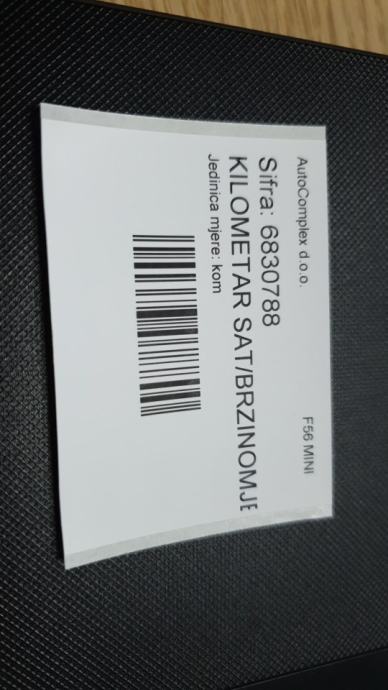 AutoComplex d.o.o. F56 MINI
Sifra: 6830788
KILOMETAR SAT/BRZINOMJE
Jedinica mjere: kom